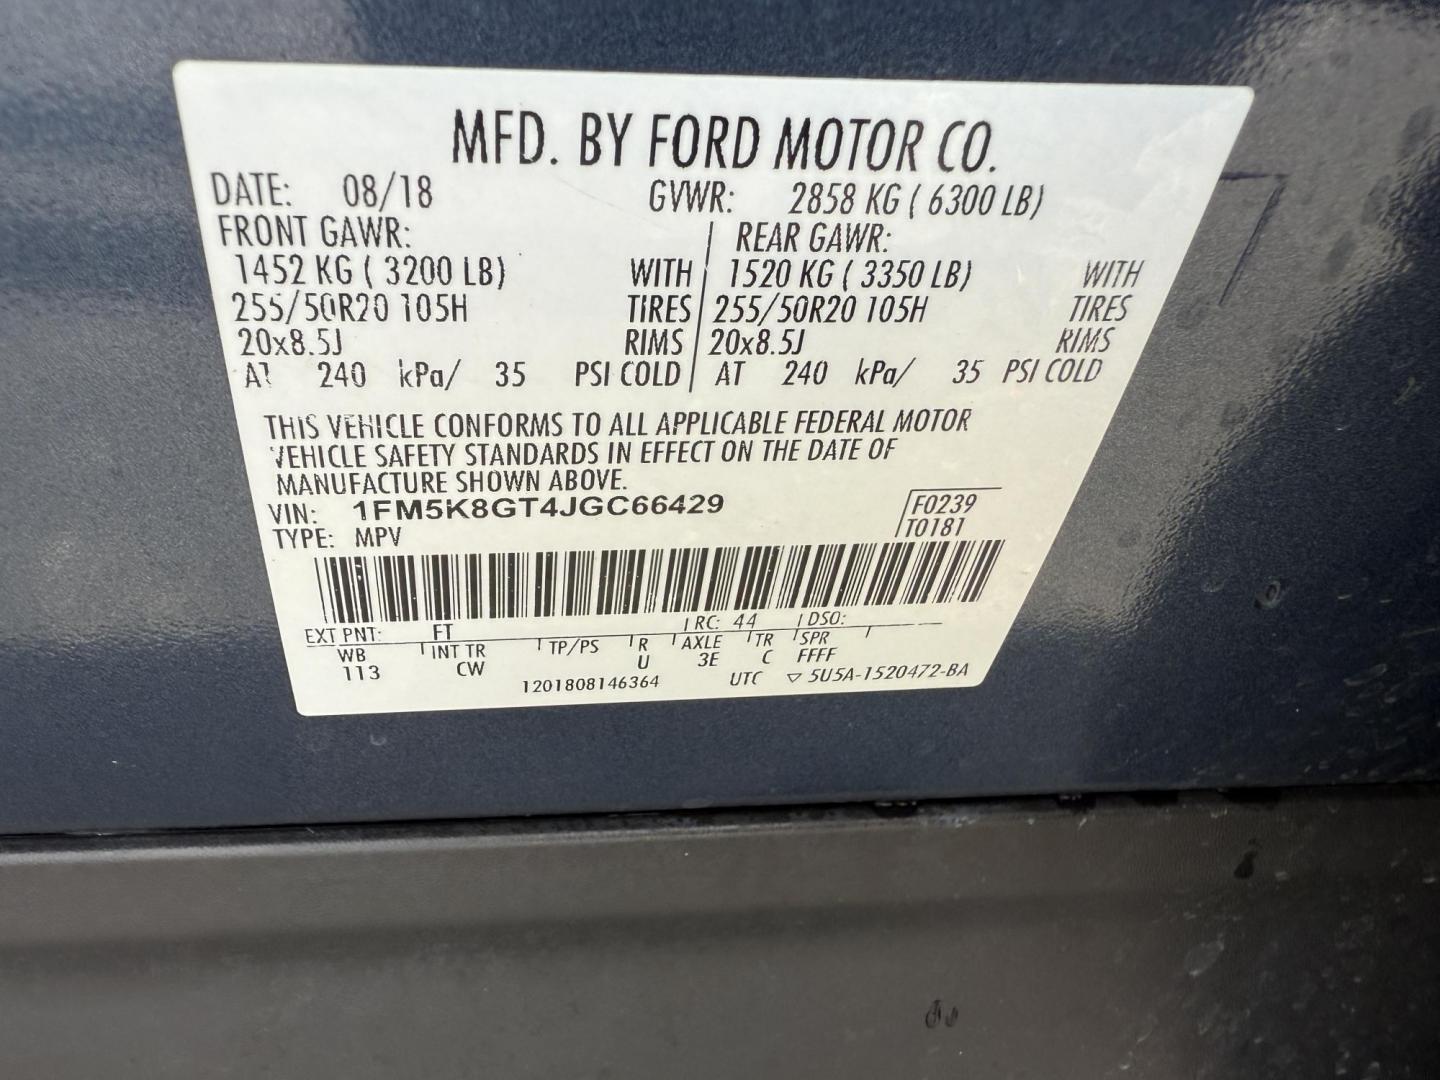 MFD. BY FORD MOTOR CO.
DATE: 08/18 GVWR: 2858 KG ( 6300 LB)
FRONT GAWR: REAR GAWR:
1452 KG ( 3200 LB) WITH 1520 KG ( 3350 LB) WITH
255/50R20 105H TIRES 255/50R20 105H TIRES
20x8.5J RIMS 20x8.5J RIMS
AT 240 kPa/ 35 PSI COLD AT 240 kPa/ 35 PSI COLD
THIS VEHICLE CONFORMS TO ALL APPLICABLE FEDERAL MOTOR
VEHICLE SAFETY STANDARDS IN EFFECT ON THE DATE OF
MANUFACTURE SHOWN ABOVE.
VIN: 1FM5K8GT4JGC66429 F0239
TYPE: MPV T0181
EXT PNT: FT RC: 44 DSO:
WB INT TR TP/PS R AXLE TR SPR
113 CW U 3E C FFFF
1201808146364 UTC ▽ 5U5A-1520472-BA